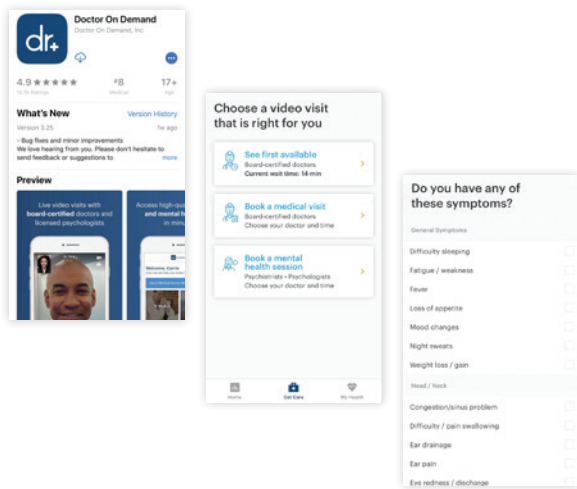 dr+
Doctor On Demand
Doctor On Demand, Inc
4.9 ★★★★★
#8
17+
Ratings
Medical
Age
What's New
Version History
Version 3.25
1w ago
- Bug fixes and minor improvements
We love hearing from you. Please don't hesitate to
send feedback or suggestions to
more
Preview
Live video visits with
board-certified doctors and
licensed psychologists
Access high-qua
and mental h
in minu
Welcome, Carrie
Choose a video visit
that is right for you
See first available
Board-certified doctors
Current wait time: 14 min
Book a medical visit
Board-certified doctors
Choose your doctor and time
Book a mental
health session
Psychiatrists • Psychologists
Choose your doctor and time
Home
Get Care
My Health
Do you have any of
these symptoms?
General Symptoms
Difficulty sleeping
Fatigue / weakness
Fever
Loss of appetite
Mood changes
Night sweats
Weight loss / gain
Head / Neck
Congestion/sinus problem
Difficulty / pain swallowing
Ear drainage
Ear pain
Eye redness / discharge